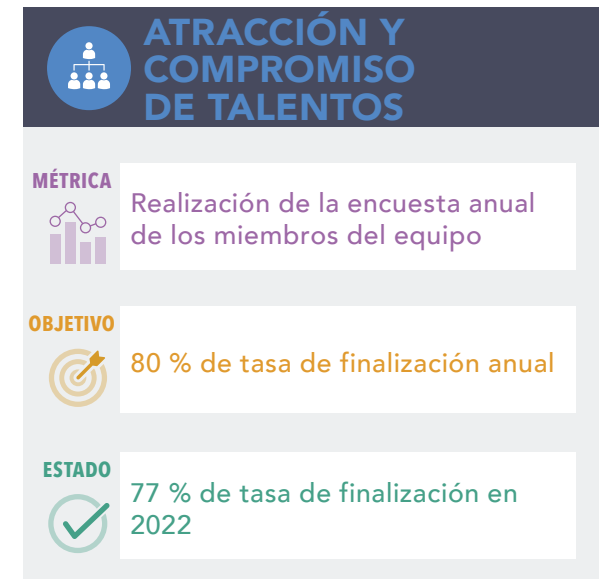 ATRACCIÓN Y
COMPROMISO
DE TALENTOS
MÉTRICA
Realización de la encuesta anual
de los miembros del equipo
OBJETIVO
80 % de tasa de finalización anual
ESTADO
77 % de tasa de finalización en
2022